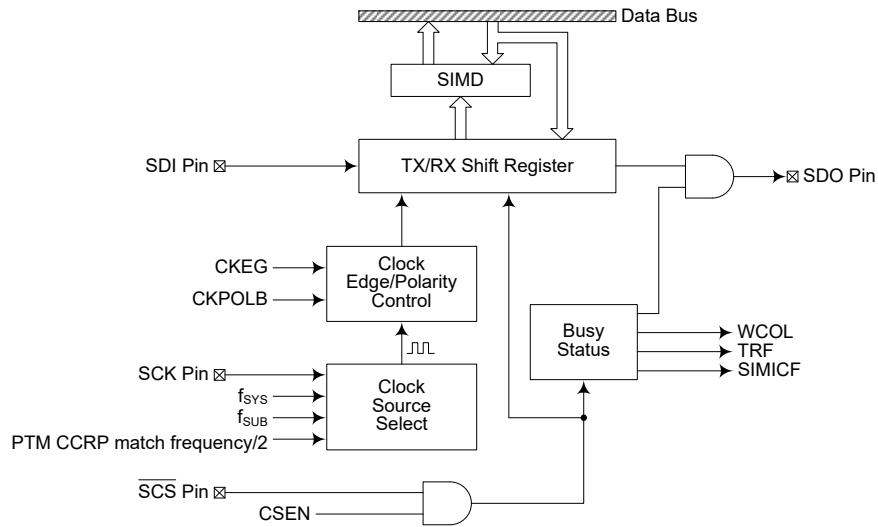 Data Bus
SIMD
SDI Pin
TX/RX Shift Register
SDO Pin
CKEG
CKPOLB
Clock
Edge/Polarity
Control
Busy
Status
WCOL
TRF
SIMICF
SCK Pin
fSYS
fSUB
PTM CCRP match frequency/2
Clock
Source
Select
SCS Pin
CSEN